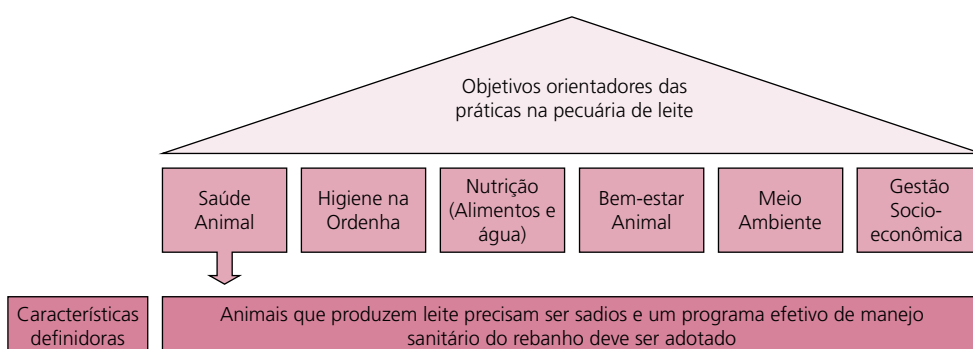 Objetivos orientadores das
práticas na pecuária de leite
Saúde
Animal
Higiene na
Ordenha
Nutrição
(Alimentos e
água)
Bem-estar
Animal
Meio
Ambiente
Gestão
Socio-
econômica
Características
definidoras
Animais que produzem leite precisam ser sadios e um programa efetivo de manejo
sanitário do rebanho deve ser adotado